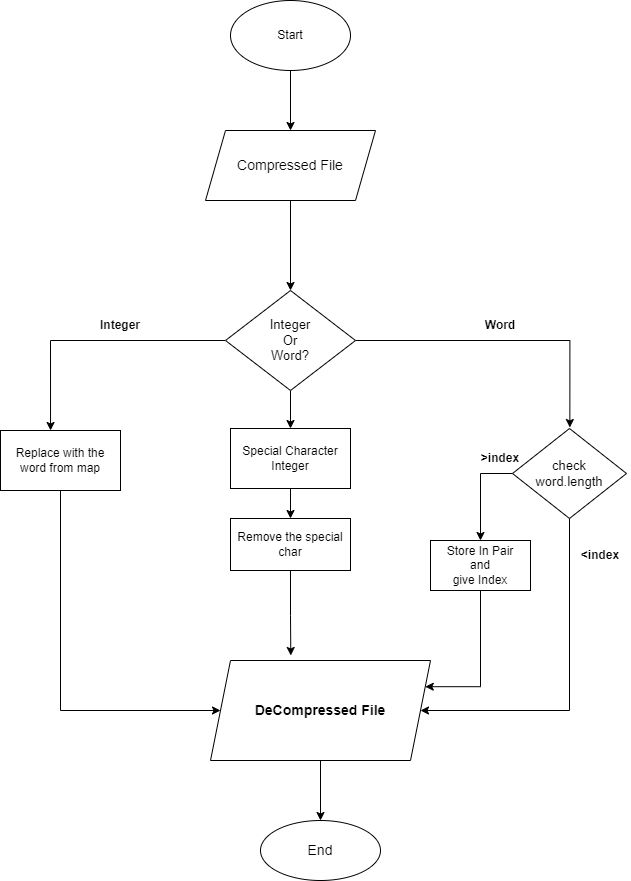 Start
Compressed File
Integer
Or
Word?
Integer
Word
Replace with the
word from map
Special Character
Integer
>index
check
word.length
Remove the special
char
Store In Pair
and
give Index
<index
DeCompressed File
End